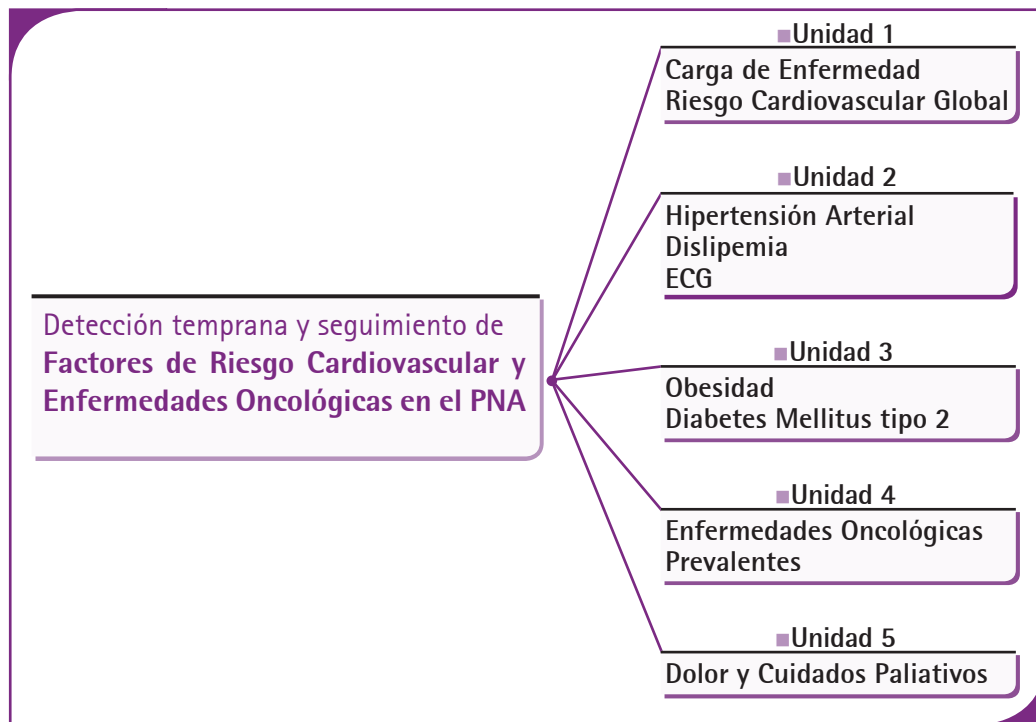 Detección temprana y seguimiento de
Factores de Riesgo Cardiovascular y
Enfermedades Oncológicas en el PNA
Unidad 1
Carga de Enfermedad
Riesgo Cardiovascular Global
Unidad 2
Hipertensión Arterial
Dislipemia
ECG
Unidad 3
Obesidad
Diabetes Mellitus tipo 2
Unidad 4
Enfermedades Oncológicas
Prevalentes
Unidad 5
Dolor y Cuidados Paliativos